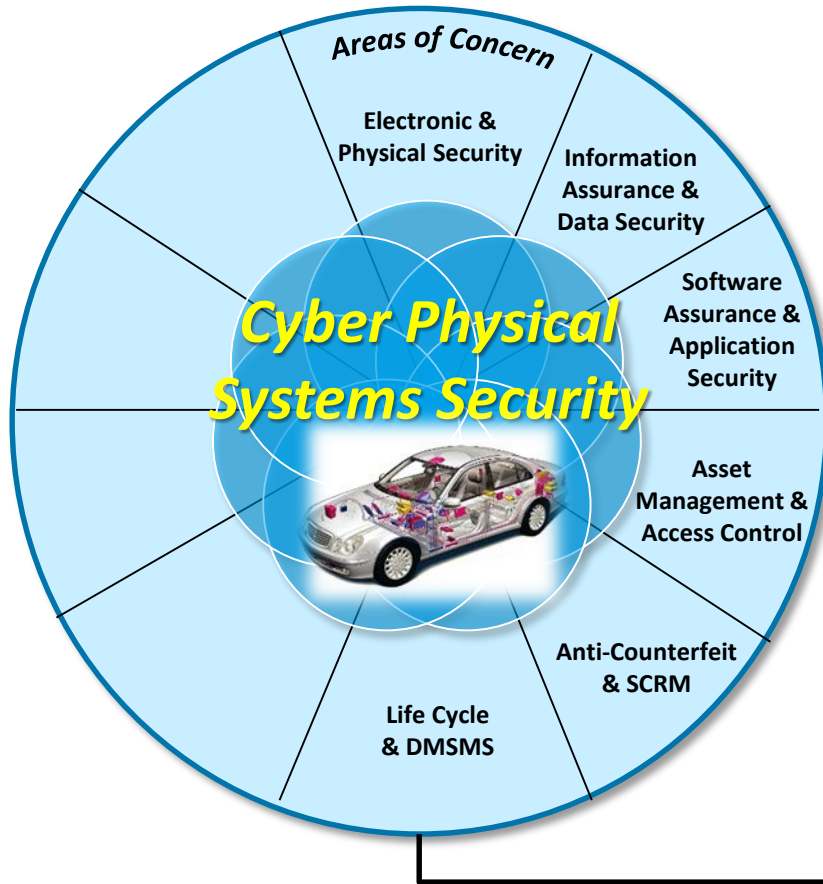 Areas of Concern
Electronic &
Physical Security
Information
Assurance &
Data Security
Software
Assurance &
Application
Security
Asset
Management &
Access Control
Anti-Counterfeit
& SCRM
Life Cycle
& DMSMS
Cyber Physical
Systems Security